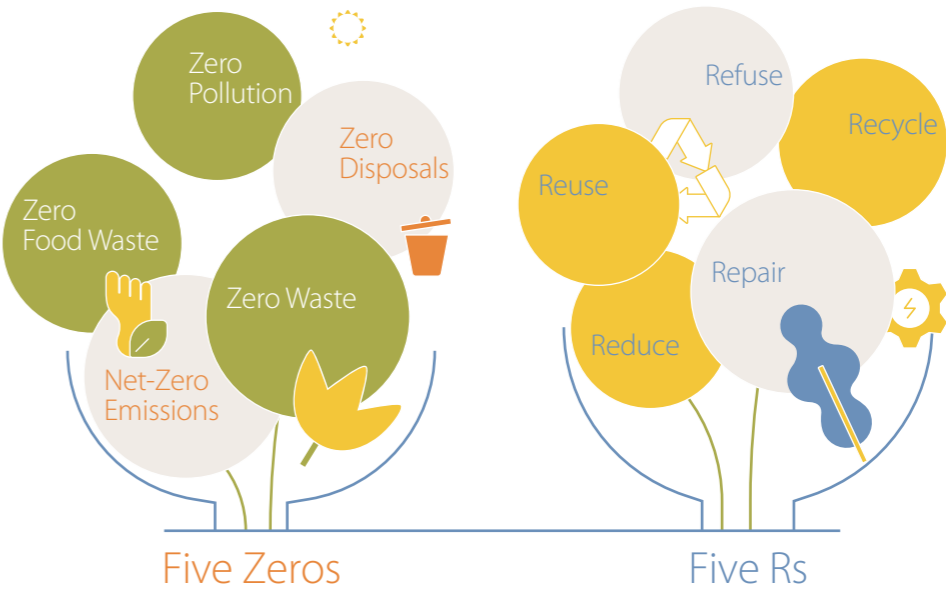 Zero
Pollution
Zero
Disposals
Zero
Food Waste
Zero Waste
Net-Zero
Emissions
Five Zeros
Refuse
Recycle
Reuse
Repair
Reduce
Five Rs